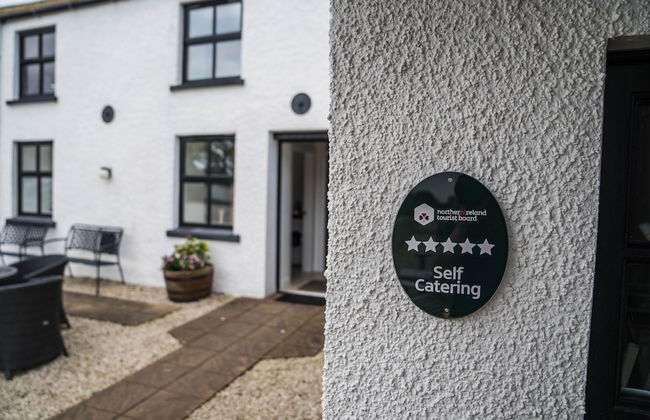 northern ireland
tourist board
Self
Catering